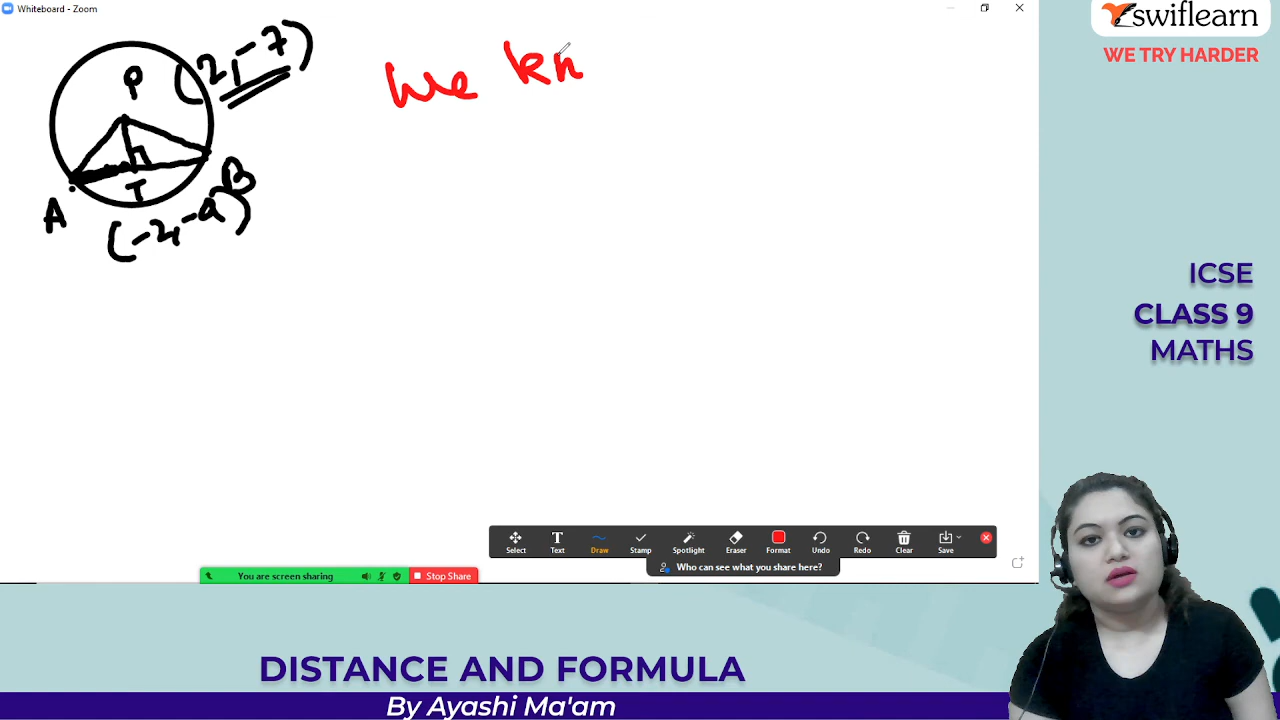 Whiteboard - Zoom
swiflearn
WE TRY HARDER
P (2, -7)
We kn
A T B
(-2, -9)
ICSE
CLASS 9
MATHS
Select Text Draw Stamp Spotlight Eraser Format Undo Redo Clear Save
Who can see what you share here?
You are screen sharing Stop Share
DISTANCE AND FORMULA
By Ayashi Ma'am